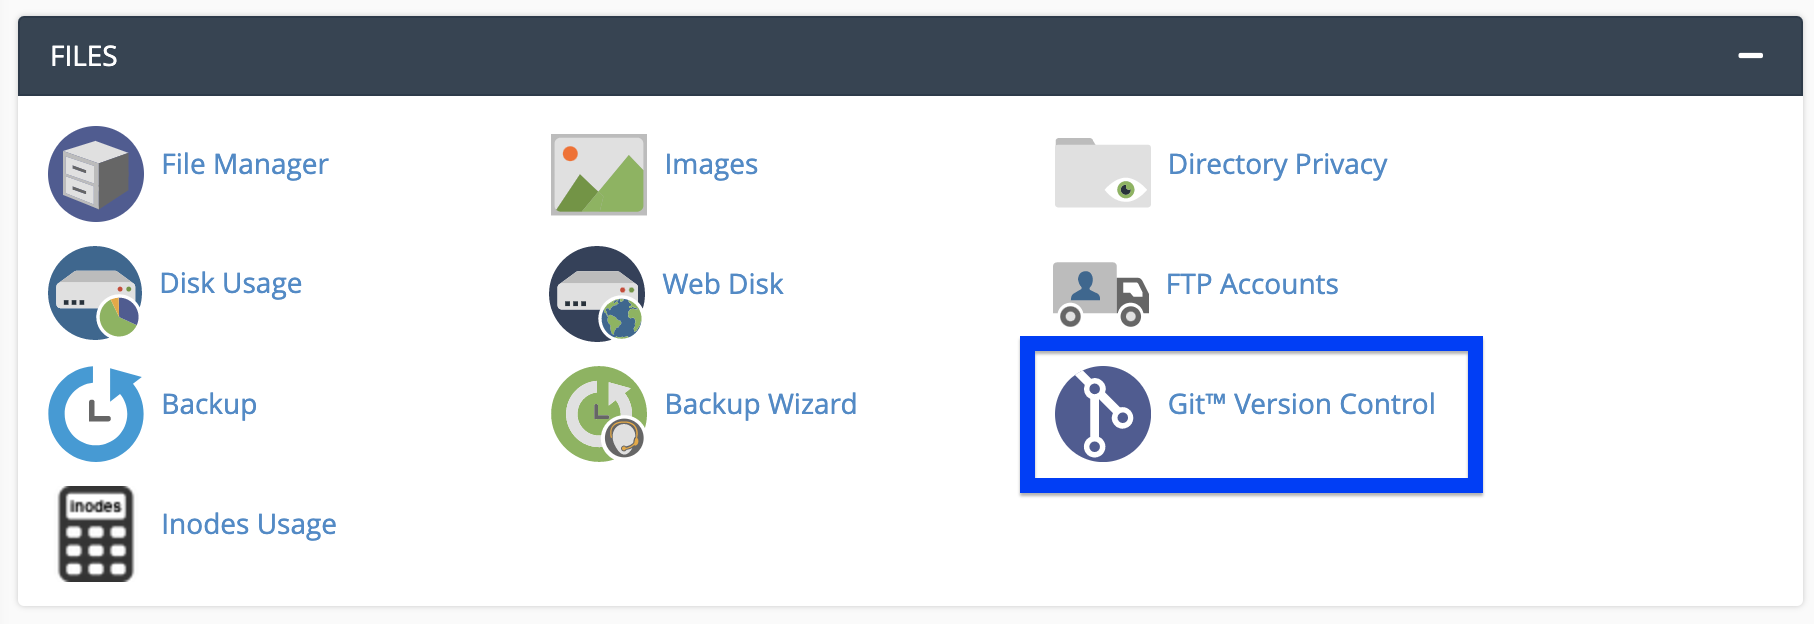 FILES
File Manager
Images
Directory Privacy
Disk Usage
Web Disk
FTP Accounts
Backup
Backup Wizard
Git™ Version Control
Inodes
Inodes Usage